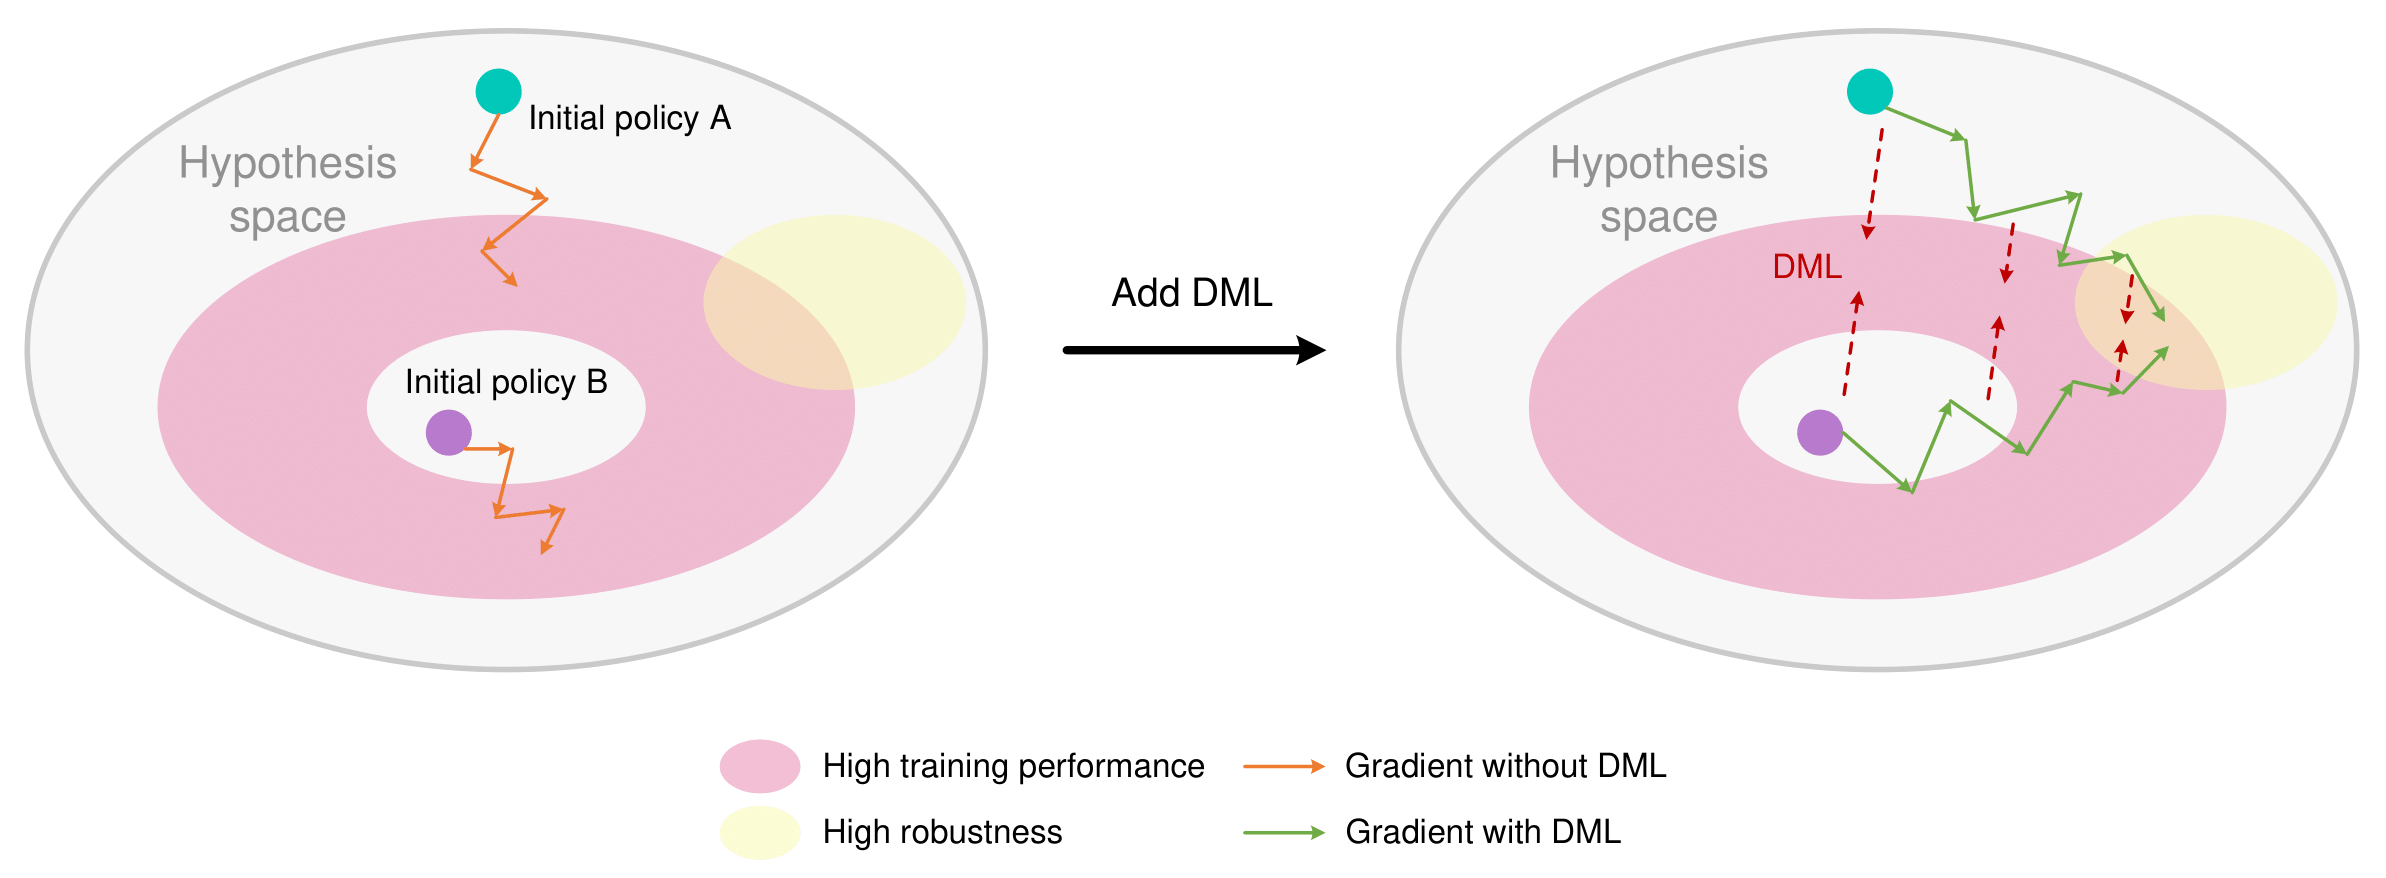 Initial policy A
Hypothesis
space
Initial policy B
Add DML
Hypothesis
space
DML
High training performance
Gradient without DML
High robustness
Gradient with DML